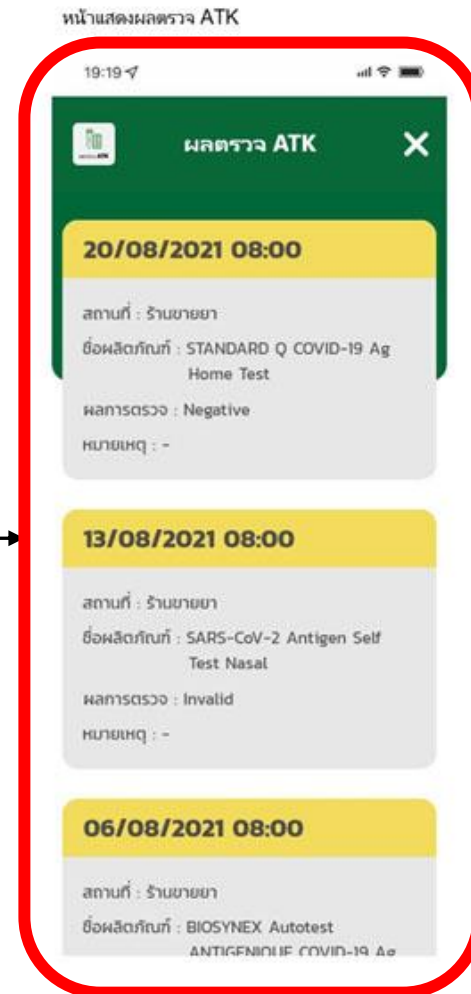 หน้าแสดงผลตรวจ ATK
19:19
ผลตรวจ ATK
20/08/2021 08:00
สถานที่ : ร้านขายยา
ชื่อผลิตภัณฑ์ : STANDARD Q COVID-19 Ag
Home Test
ผลการตรวจ : Negative
หมายเหตุ : -
13/08/2021 08:00
สถานที่ : ร้านขายยา
ชื่อผลิตภัณฑ์ : SARS-CoV-2 Antigen Self
Test Nasal
ผลการตรวจ : Invalid
หมายเหตุ : -
06/08/2021 08:00
สถานที่ : ร้านขายยา
ชื่อผลิตภัณฑ์ : BIOSYNEX Autotest
ANTIGENIQUE COVID-19 Ag